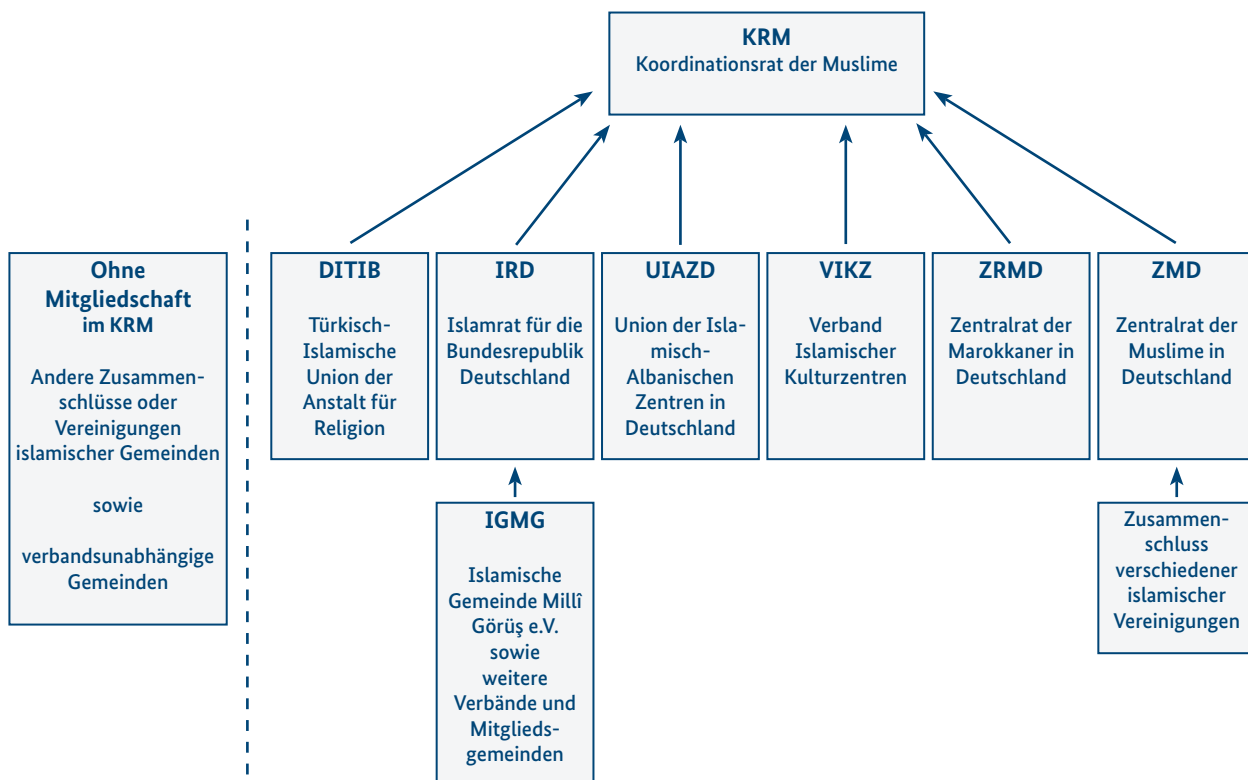 KRM
Koordinationsrat der Muslime
Ohne
Mitgliedschaft
im KRM
Andere Zusammen-
schlüsse oder
Vereinigungen
islamischer Gemeinden
sowie
verbandsunabhängige
Gemeinden
DITIB
Türkisch-
Islamische
Union der
Anstalt für
Religion
IRD
Islamrat für die
Bundesrepublik
Deutschland
UIAZD
Union der Isla-
misch-
Albanischen
Zentren in
Deutschland
VIKZ
Verband
Islamischer
Kulturzentren
ZRMD
Zentralrat der
Marokkaner in
Deutschland
ZMD
Zentralrat der
Muslime in
Deutschland
IGMG
Islamische
Gemeinde Millî
Görüş e.V.
sowie
weitere
Verbände und
Mitglieds-
gemeinden
Zusammen-
schluss
verschiedener
islamischer
Vereinigungen